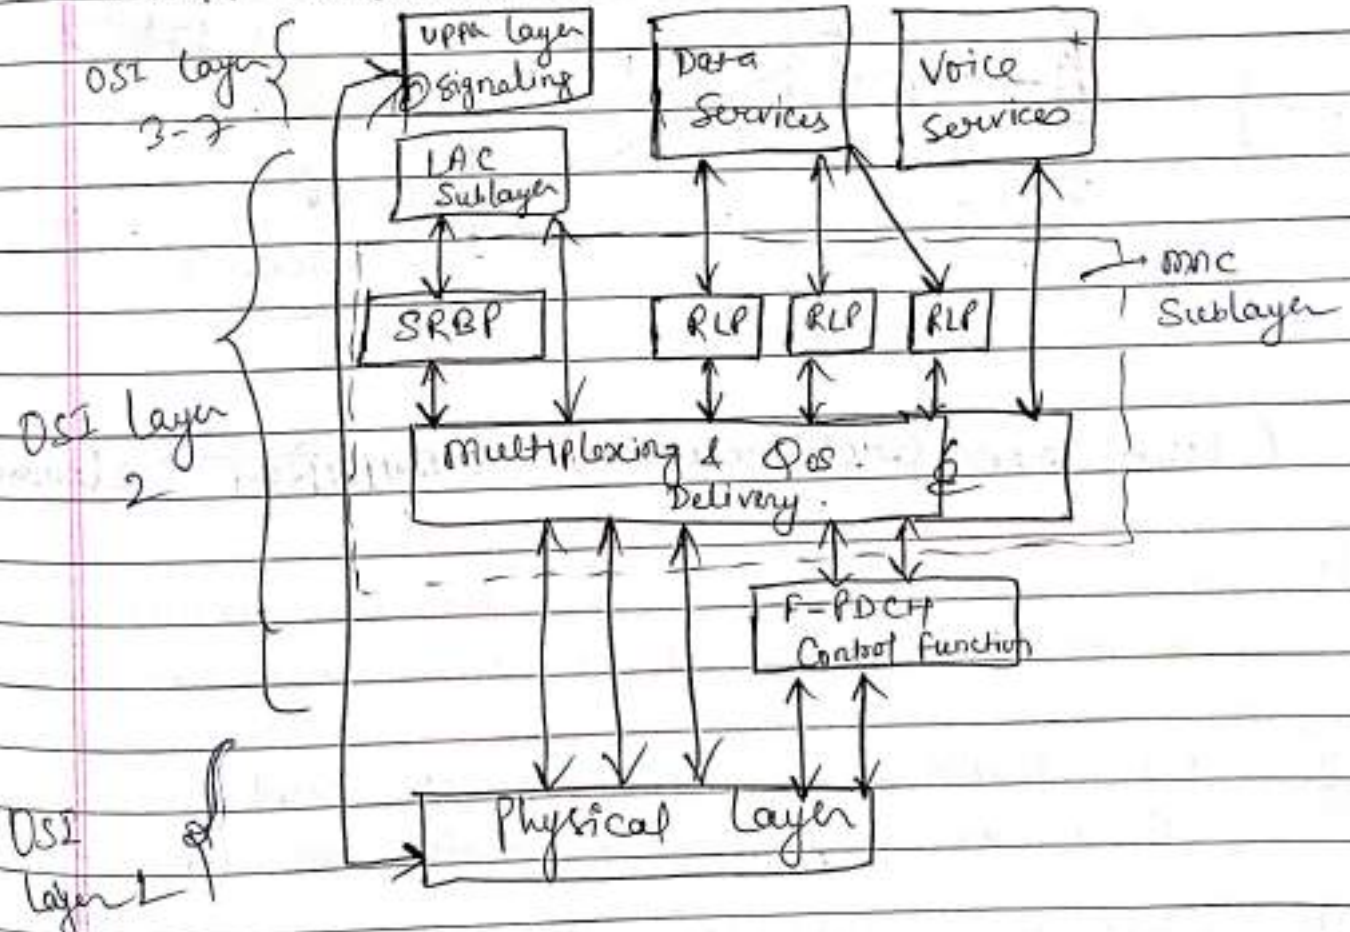 Upper Layer
Signaling
OSI Layer
3-7
Data
Services
Voice
Services
LAC
Sublayer
MAC
Sublayer
SRBP
RLP
RLP
RLP
OSI Layer
2
Multiplexing & QoS.
Delivery.
F-PDCH
Control Function
Physical Layer
OSI
Layer 1